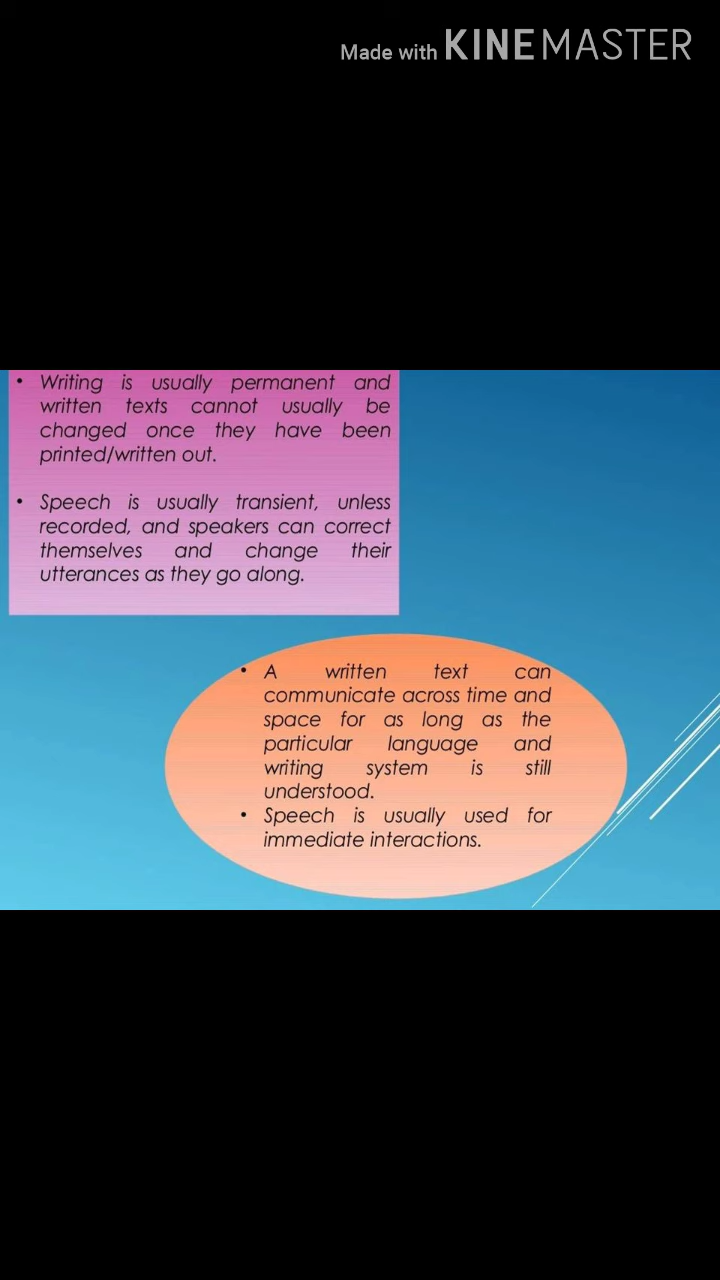 Made with KINEMASTER
• Writing is usually permanent and
written texts cannot usually be
changed once they have been
printed/written out.
• Speech is usually transient, unless
recorded, and speakers can correct
themselves and change their
utterances as they go along.
• A written text can
communicate across time and
space for as long as the
particular language and
writing system is still
understood.
• Speech is usually used for
immediate interactions.